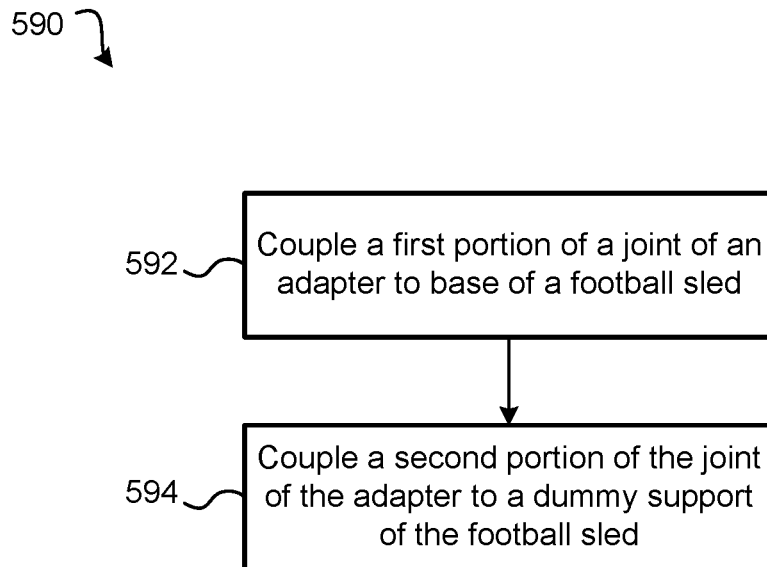 590
592
Couple a first portion of a joint of an
adapter to base of a football sled
594
Couple a second portion of the joint
of the adapter to a dummy support
of the football sled